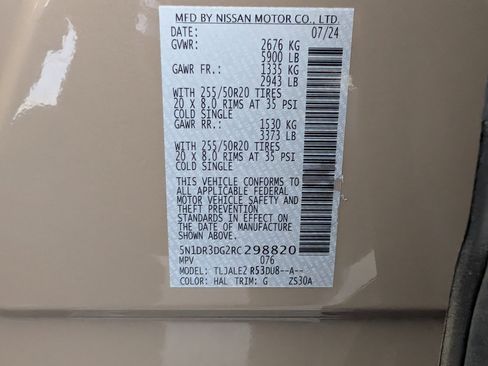 MFD BY NISSAN MOTOR CO., LTD.
DATE: 07/24
GVWR: 2676 KG
5900 LB
GAWR FR.: 1335 KG
2943 LB
WITH 255/50R20 TIRES
20 X 8.0 RIMS AT 35 PSI
COLD SINGLE
GAWR RR.: 1530 KG
3373 LB
WITH 255/50R20 TIRES
20 X 8.0 RIMS AT 35 PSI
COLD SINGLE
THIS VEHICLE CONFORMS TO
ALL APPLICABLE FEDERAL
MOTOR VEHICLE SAFETY AND
THEFT PREVENTION
STANDARDS IN EFFECT ON
THE DATE OF MANUFACTURE
SHOWN ABOVE.
5N1DR3DG2RC298820
MPV 076
MODEL: TLJALEZ R53DU8--A--
COLOR: HAL TRIM: G ZS30A